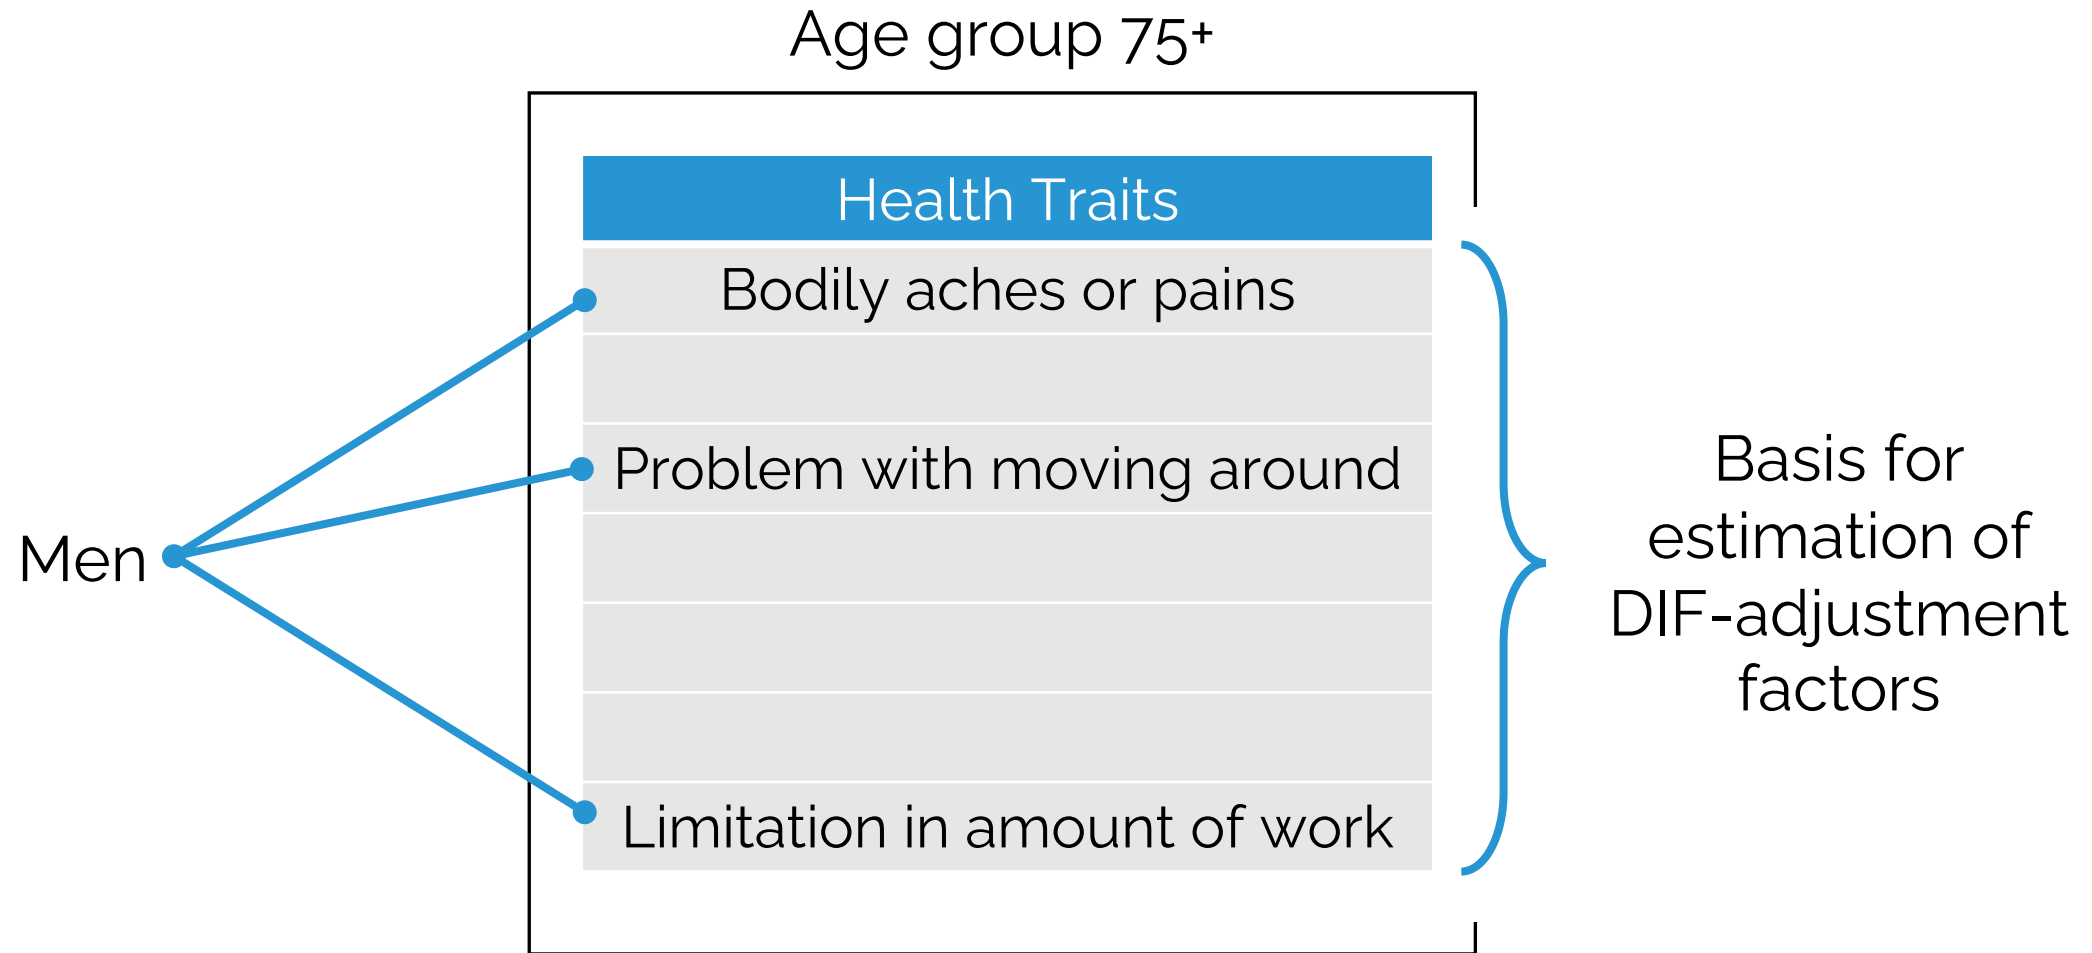 Age group 75+
Health Traits
Bodily aches or pains
Problem with moving around
Men
Limitation in amount of work
Basis for
estimation of
DIF-adjustment
factors